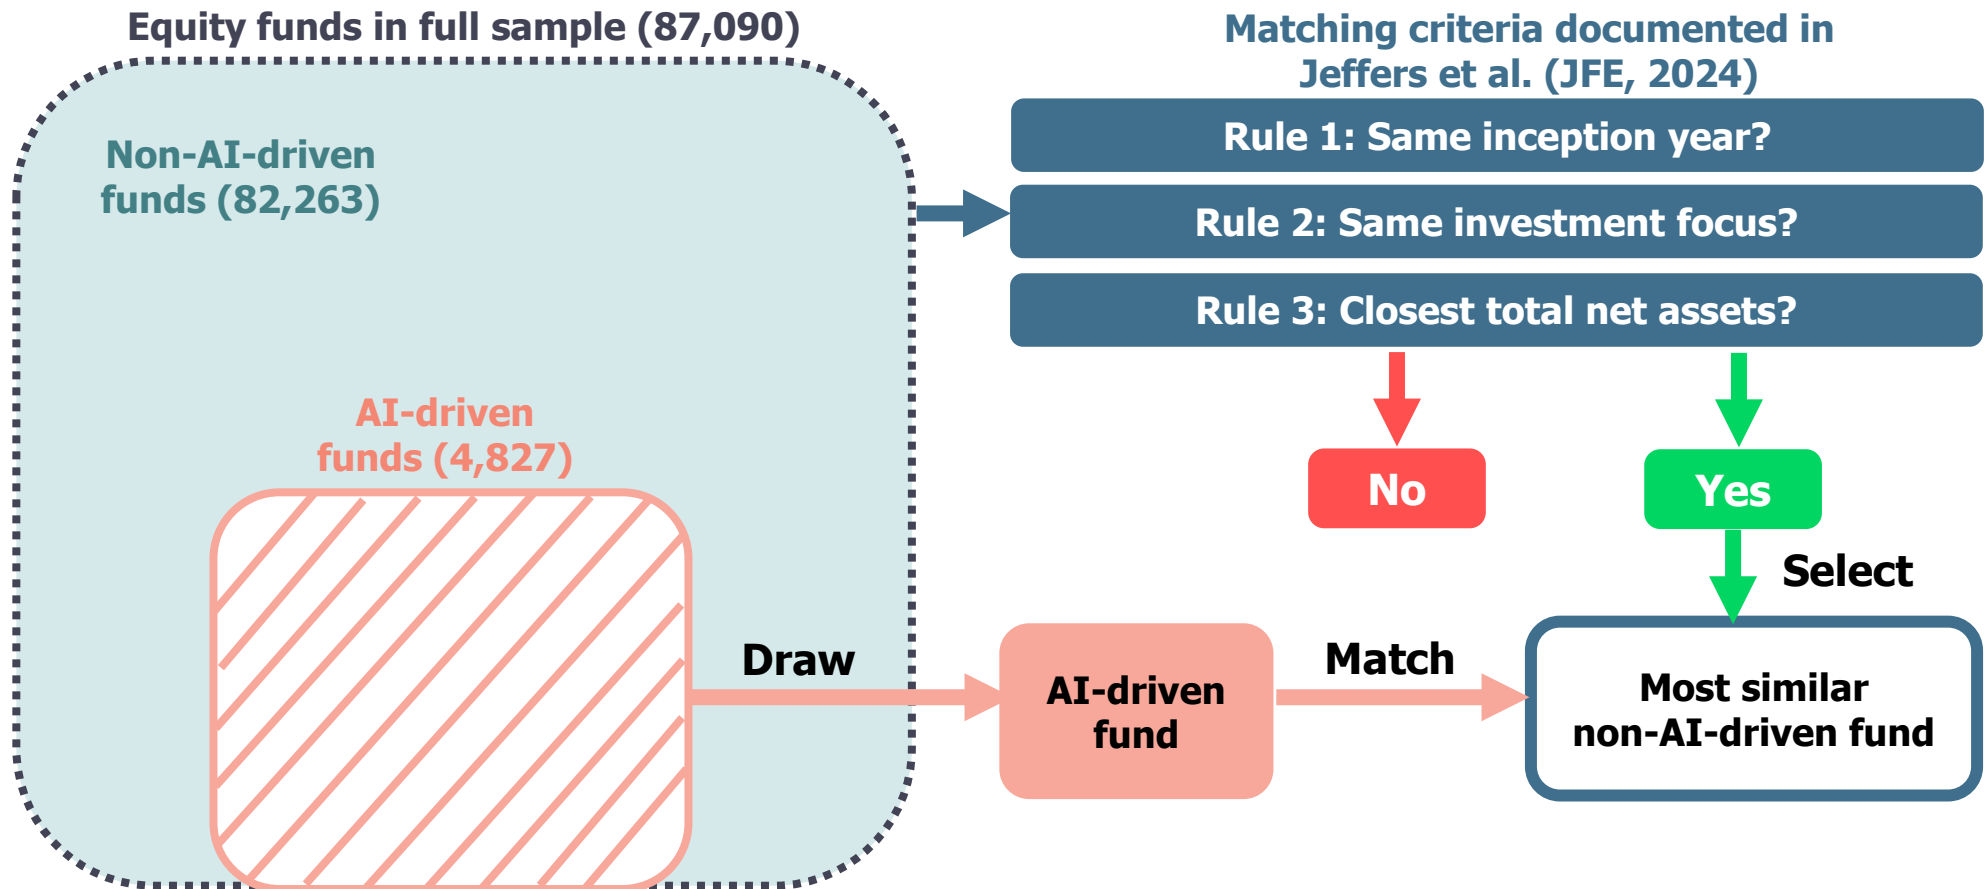 Equity funds in full sample (87,090)
Non-AI-driven
funds (82,263)
AI-driven
funds (4,827)
Matching criteria documented in
Jeffers et al. (JFE, 2024)
Rule 1: Same inception year?
Rule 2: Same investment focus?
Rule 3: Closest total net assets?
No
Yes
Select
Draw
AI-driven
fund
Match
Most similar
non-AI-driven fund